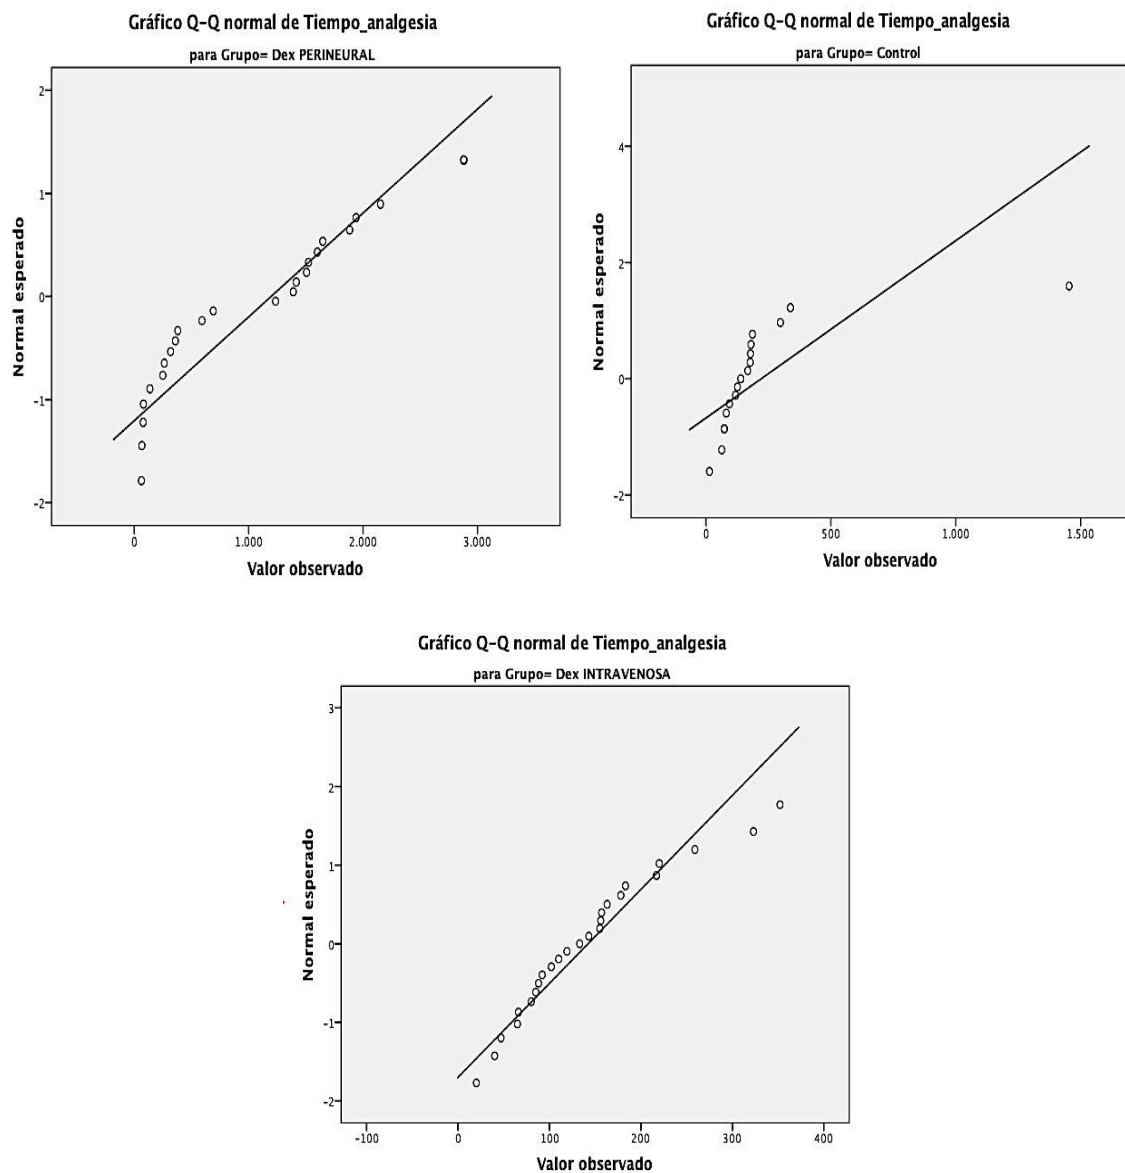 Gráfico Q-Q normal de Tiempo_analgesia
para Grupo= Dex PERINEURAL
Normal esperado
2
1
0
-1
-2
0
1.000
2.000
3.000
Valor observado
Gráfico Q-Q normal de Tiempo_analgesia
para Grupo= Control
Normal esperado
4
2
0
-2
0
500
1.000
1.500
Valor observado
Gráfico Q-Q normal de Tiempo_analgesia
para Grupo= Dex INTRAVENOSA
Normal esperado
3
2
1
0
-1
-2
-100
0
100
200
300
400
Valor observado